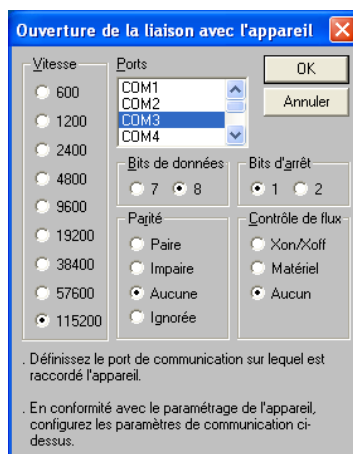 Ouverture de la liaison avec l'appareil
Vitesse
600
1200
2400
4800
9600
19200
38400
57600
115200
Ports
COM1
COM2
COM3
COM4
OK
Annuler
Bits de données
7 8
Bits d'arrêt
1 2
Parité
Paire
Impaire
Aucune
Ignorée
Contrôle de flux
Xon/Xoff
Matériel
Aucun
. Définissez le port de communication sur lequel est
raccordé l'appareil.
. En conformité avec le paramétrage de l'appareil,
configurez les paramètres de communication ci-
dessus.